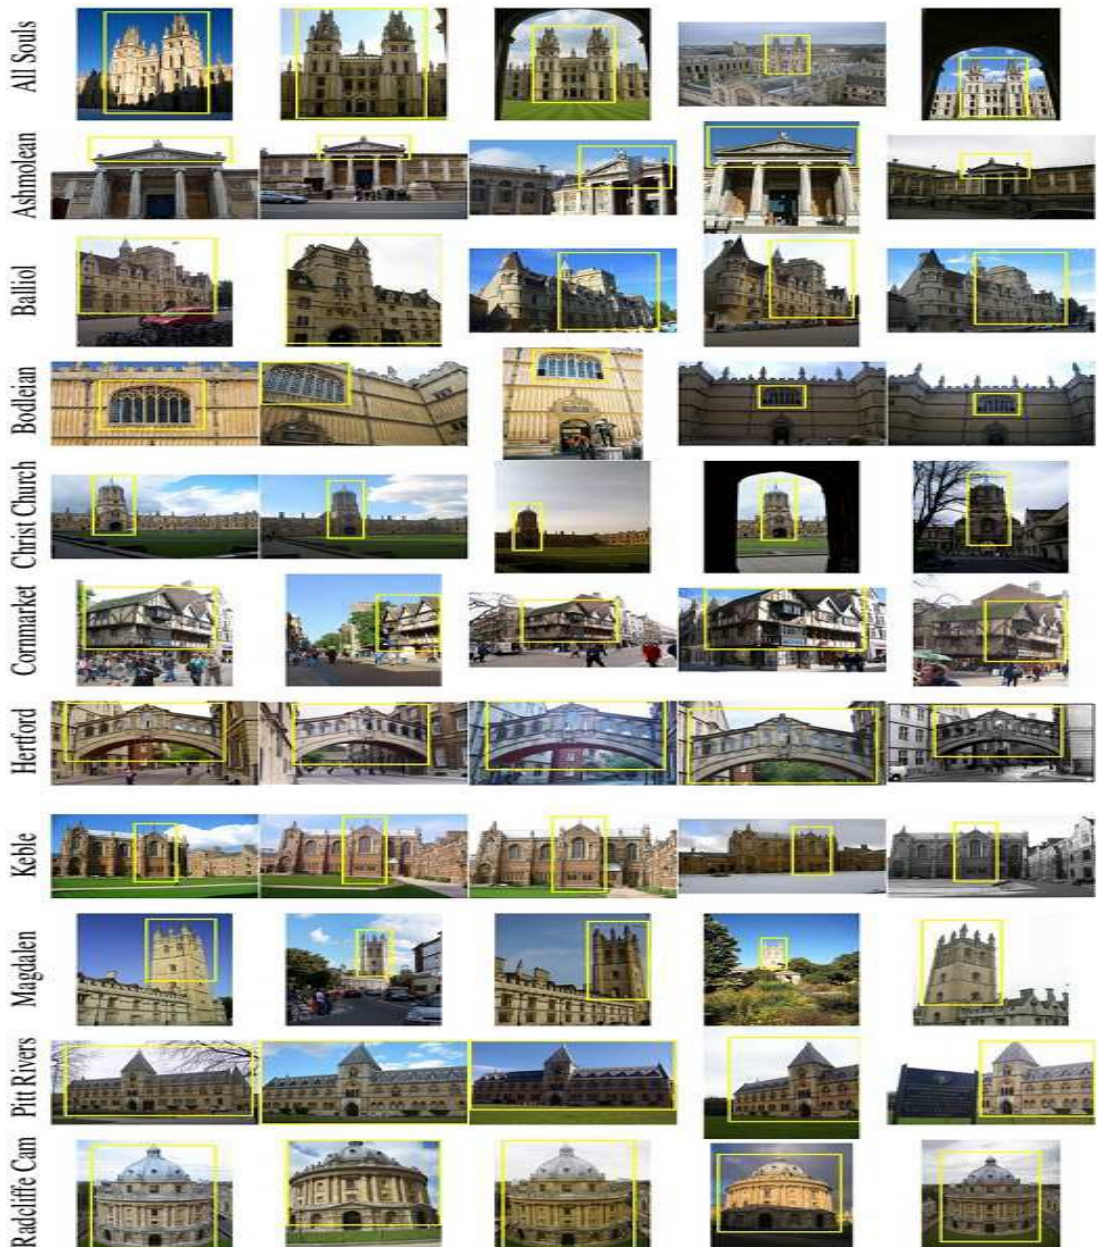 All Souls
Ashmolean
Balliol
Bodleian
Christ Church
Cornmarket
Hertford
Keble
Magdalen
Pitt Rivers
Radcliffe Cam